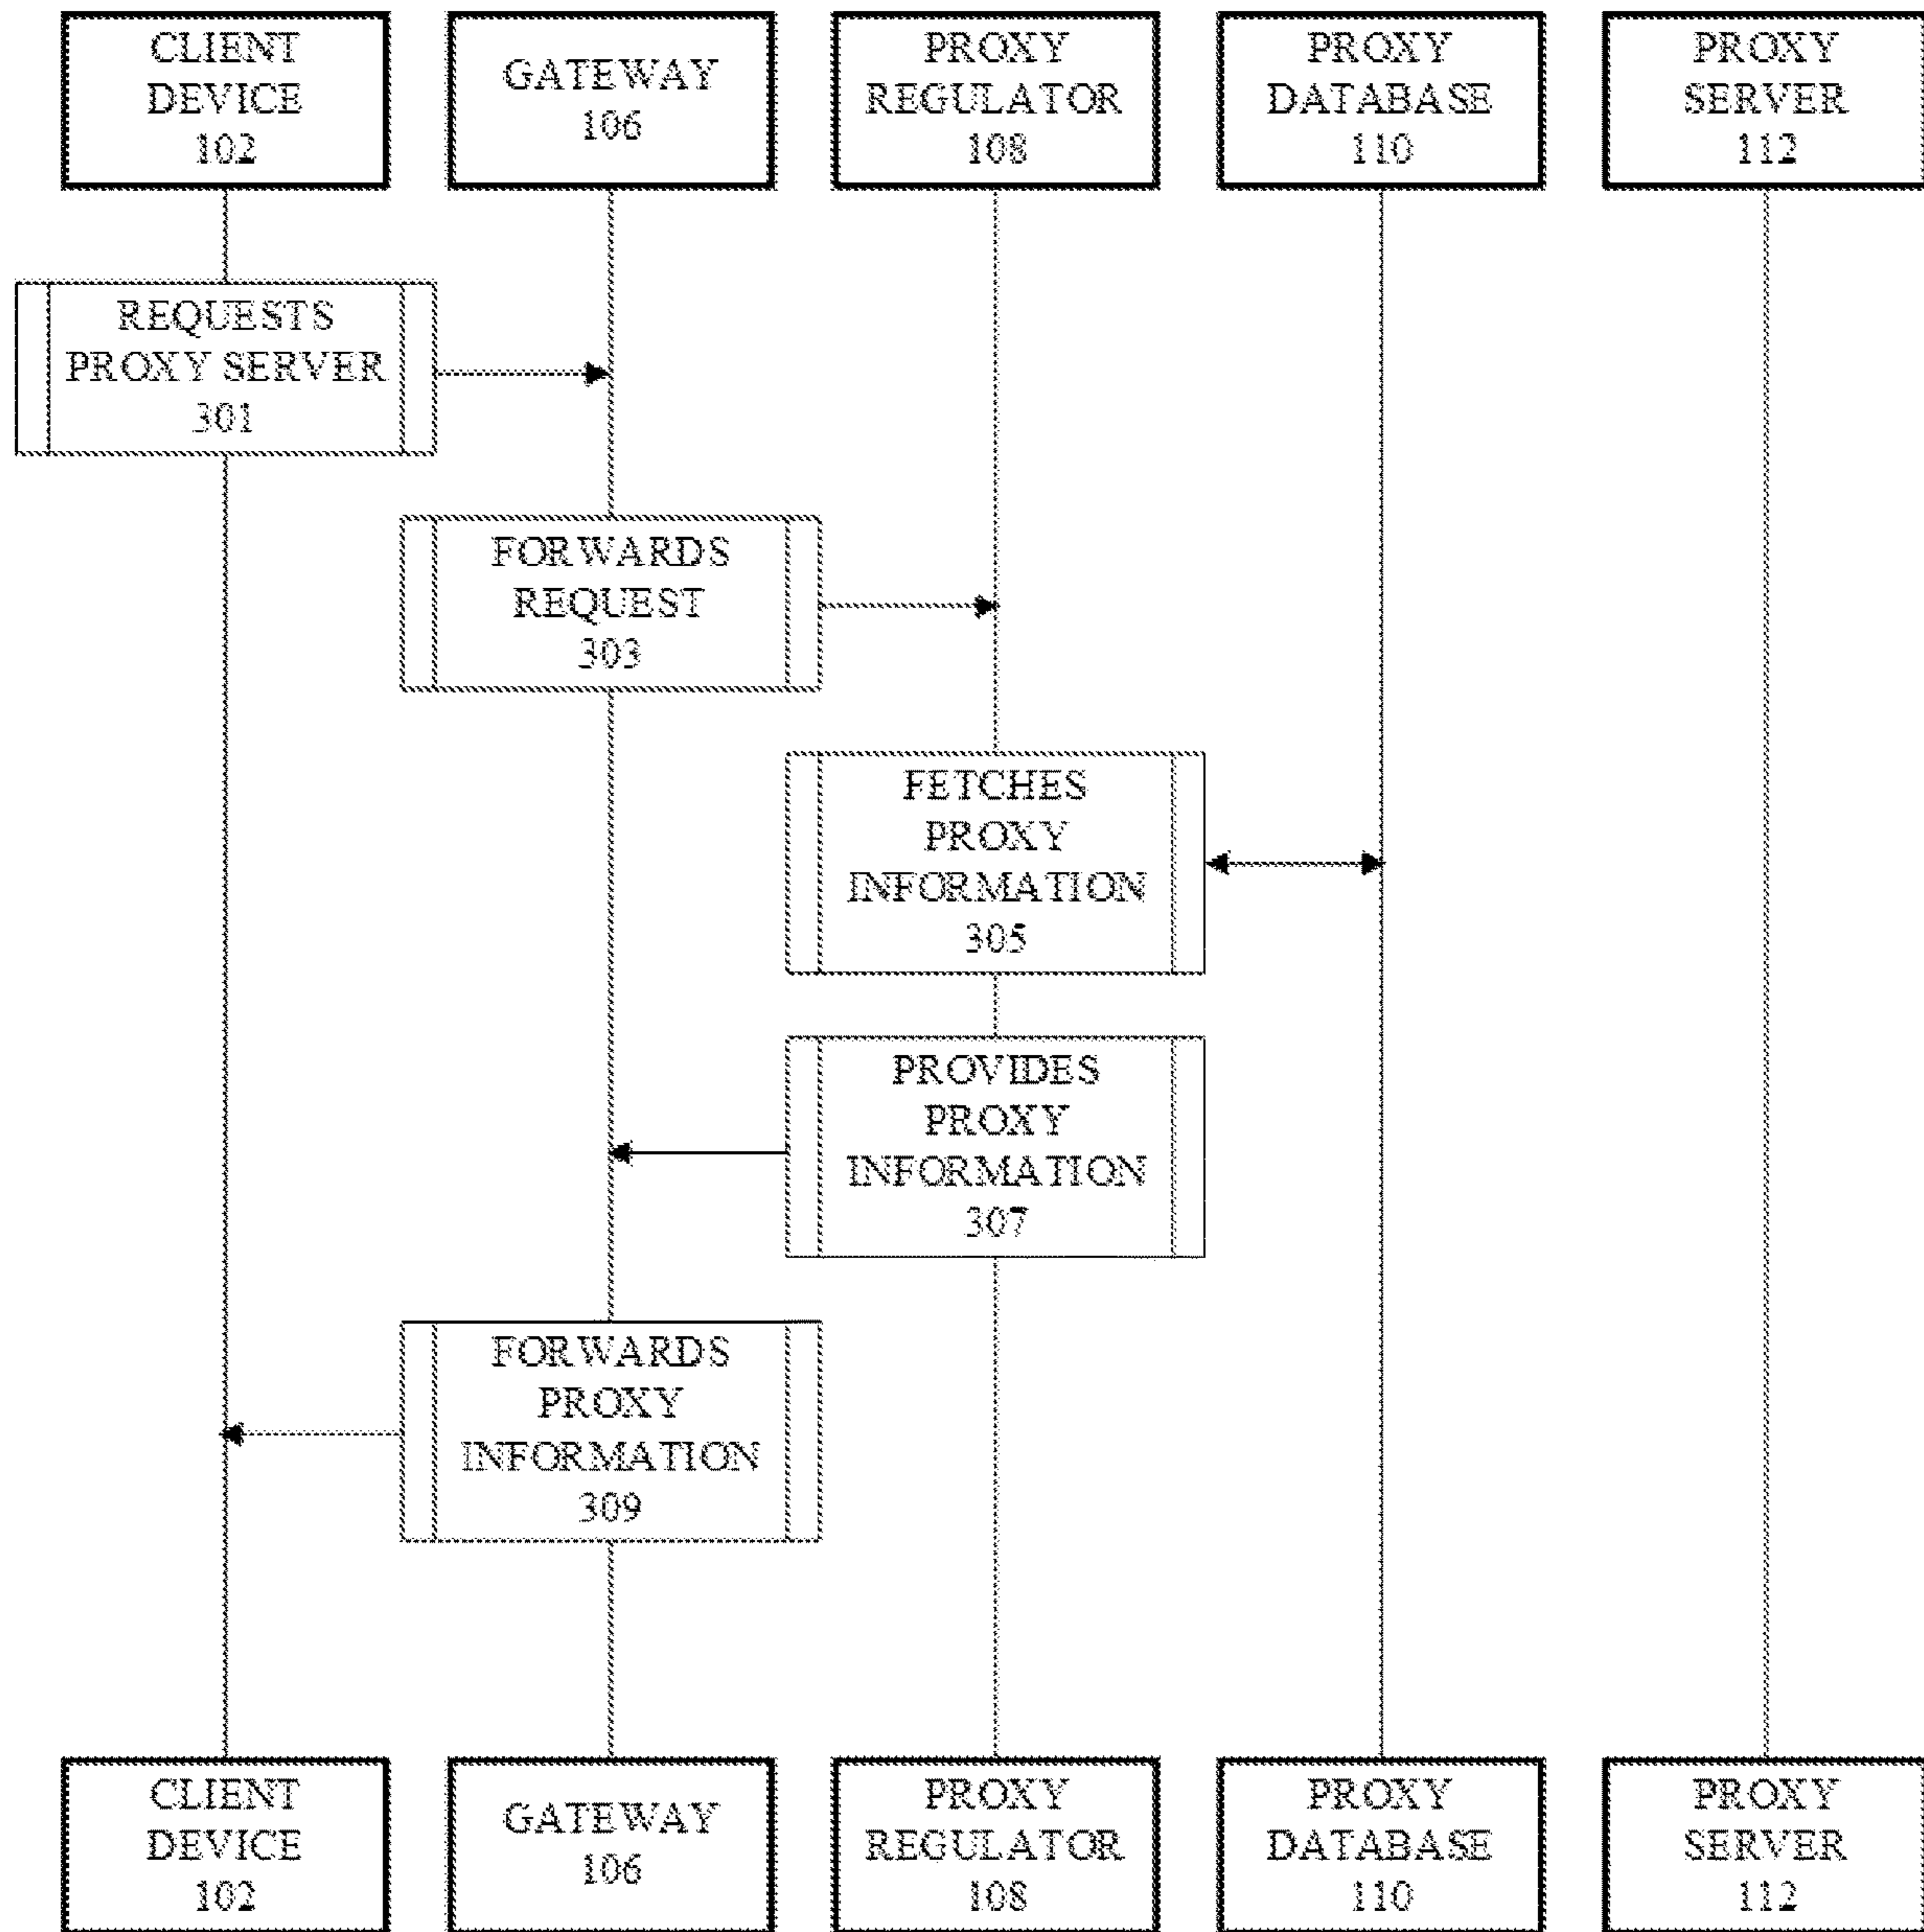 CLIENT
DEVICE
102
GATEWAY
106
PROXY
REGULATOR
108
PROXY
DATABASE
110
PROXY
SERVER
112
REQUESTS
PROXY SERVER
301
FORWARDS
REQUEST
303
FETCHES
PROXY
INFORMATION
305
PROVIDES
PROXY
INFORMATION
307
FORWARDS
PROXY
INFORMATION
309
CLIENT
DEVICE
102
GATEWAY
106
PROXY
REGULATOR
108
PROXY
DATABASE
110
PROXY
SERVER
112